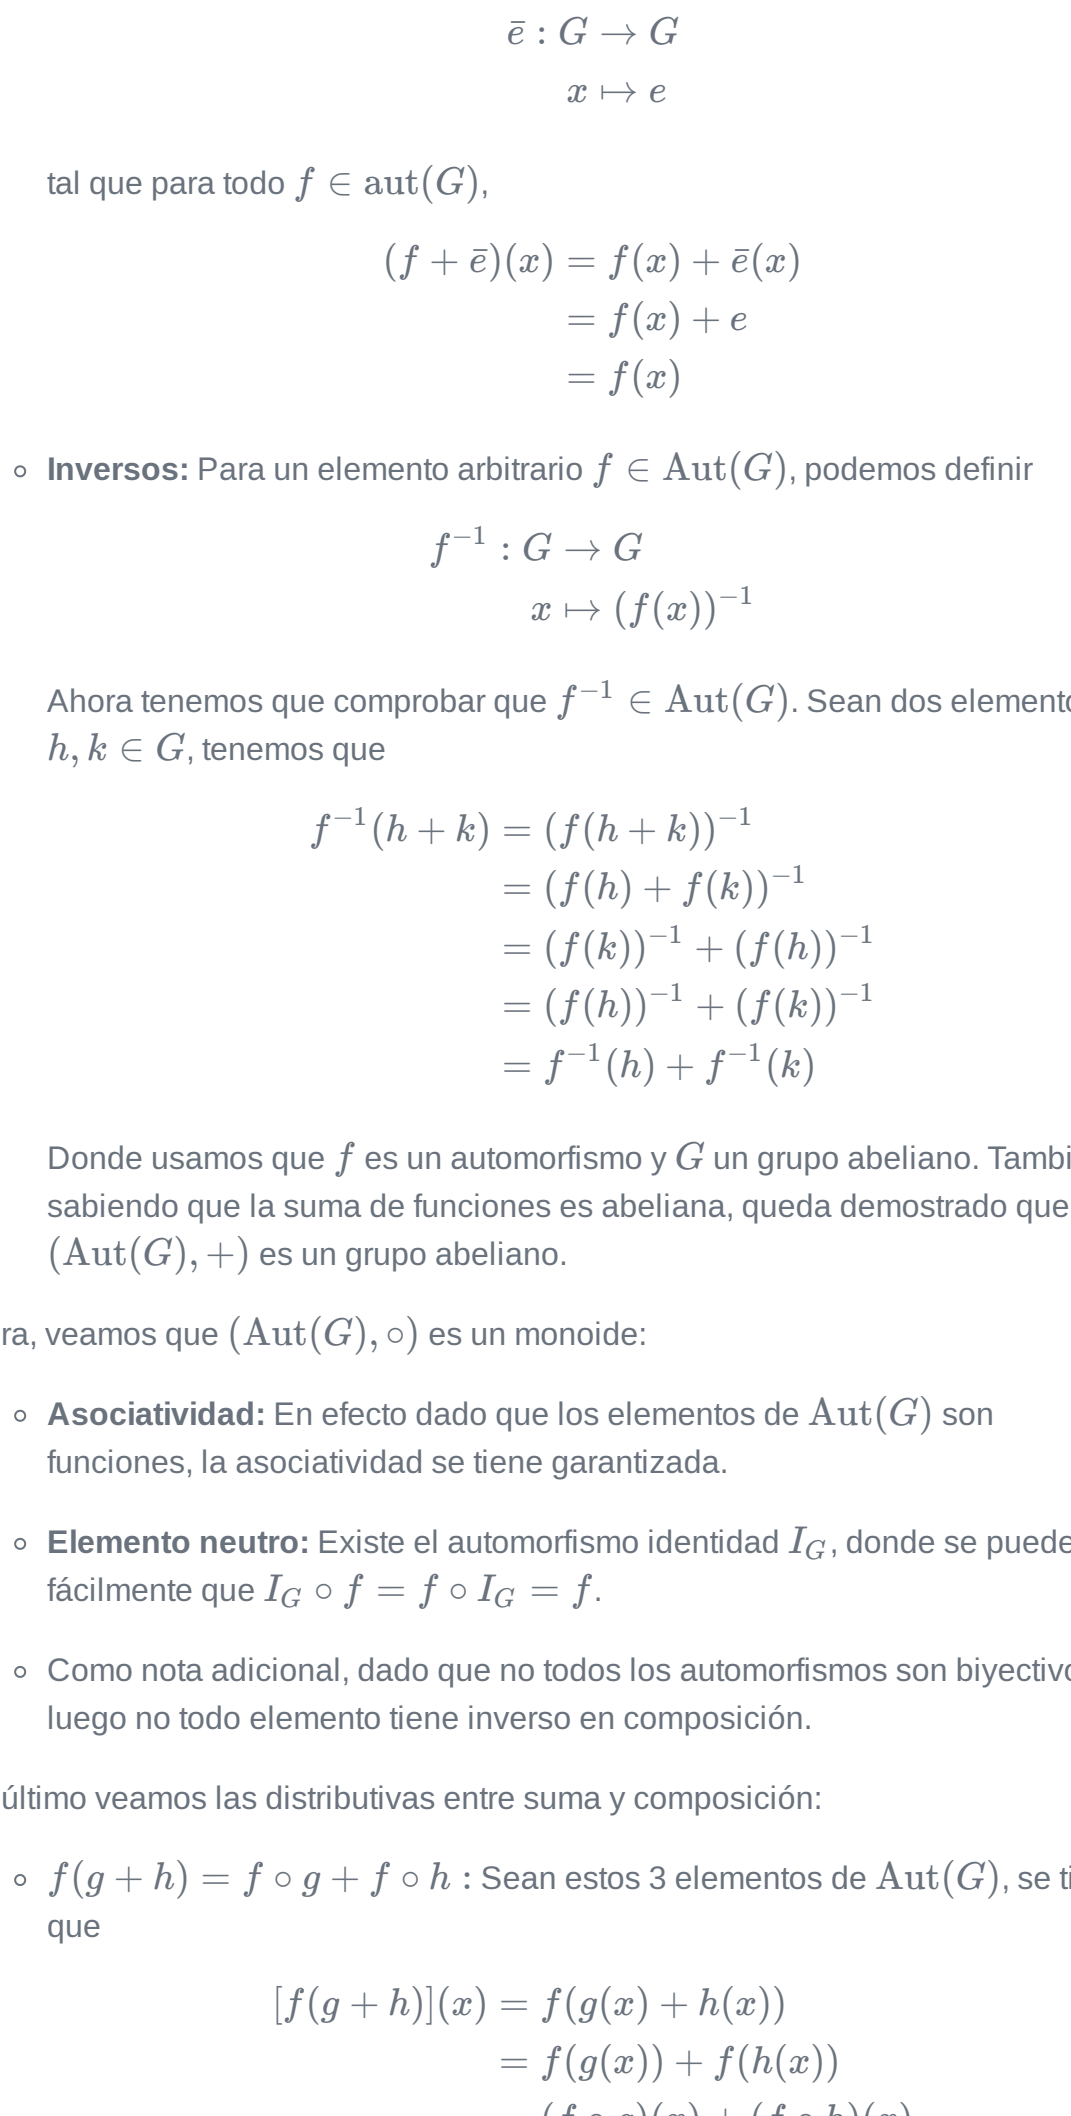 ē : G → G
x ↦ e
tal que para todo f ∈ aut(G),
(f + ē)(x) = f(x) + ē(x)
= f(x) + e
= f(x)
Inversos: Para un elemento arbitrario f ∈ Aut(G), podemos definir
f⁻¹ : G → G
x ↦ (f(x))⁻¹
Ahora tenemos que comprobar que f⁻¹ ∈ Aut(G). Sean dos elemento
h, k ∈ G, tenemos que
f⁻¹(h + k) = (f(h + k))⁻¹
= (f(h) + f(k))⁻¹
= (f(k))⁻¹ + (f(h))⁻¹
= (f(h))⁻¹ + (f(k))⁻¹
= f⁻¹(h) + f⁻¹(k)
Donde usamos que f es un automorfismo y G un grupo abeliano. Tambi
sabiendo que la suma de funciones es abeliana, queda demostrado que
(Aut(G), +) es un grupo abeliano.
ra, veamos que (Aut(G), ∘) es un monoide:
Asociatividad: En efecto dado que los elementos de Aut(G) son
funciones, la asociatividad se tiene garantizada.
Elemento neutro: Existe el automorfismo identidad I_G, donde se puede
fácilmente que I_G ∘ f = f ∘ I_G = f.
Como nota adicional, dado que no todos los automorfismos son biyectivo
luego no todo elemento tiene inverso en composición.
último veamos las distributivas entre suma y composición:
f(g + h) = f ∘ g + f ∘ h : Sean estos 3 elementos de Aut(G), se ti
que
[f(g + h)](x) = f(g(x) + h(x))
= f(g(x)) + f(h(x))